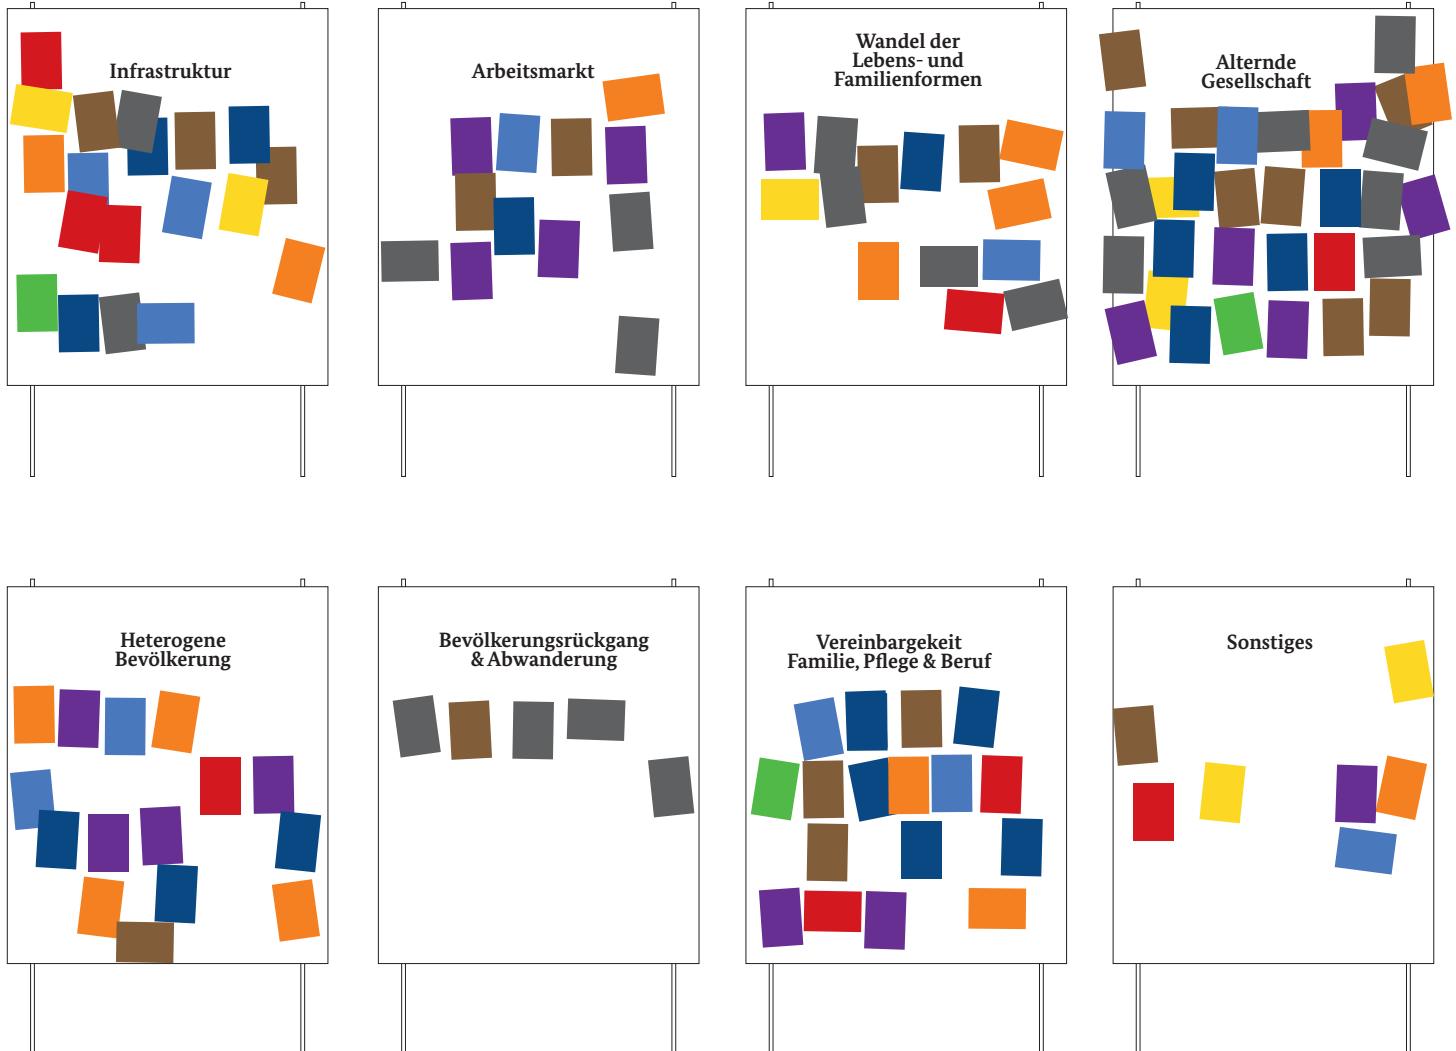 Infrastruktur
Arbeitsmarkt
Wandel der
Lebens- und
Familienformen
Alternde
Gesellschaft
Heterogene
Bevölkerung
Bevölkerungsrückgang
& Abwanderung
Vereinbargekeit
Familie, Pflege & Beruf
Sonstiges